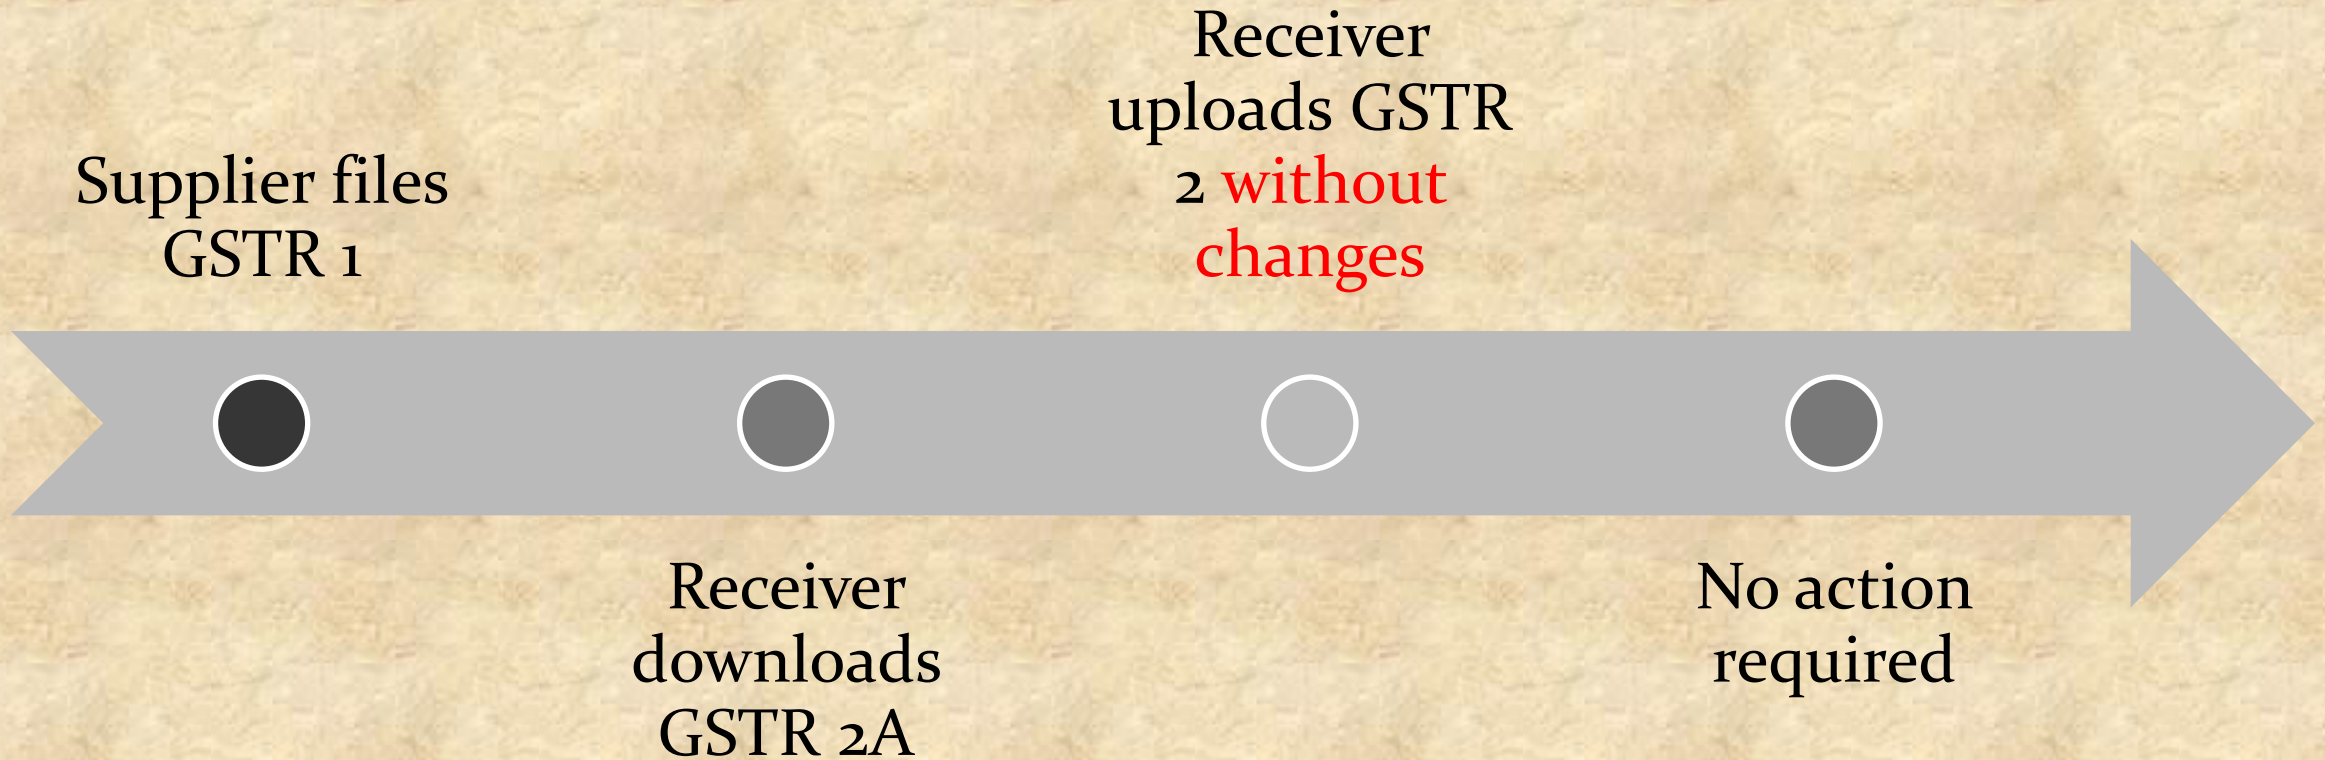 Supplier files
GSTR 1
Receiver
downloads
GSTR 2A
Receiver
uploads GSTR
2 without
changes
No action
required